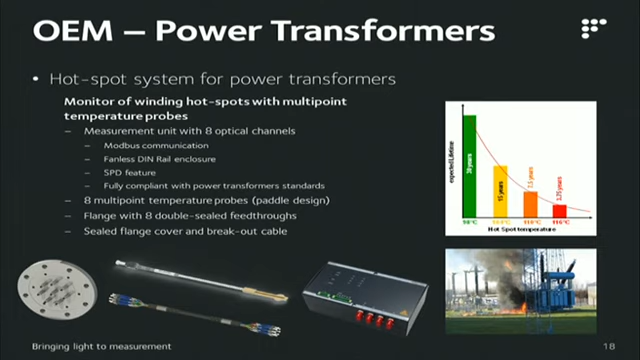 OEM – Power Transformers
• Hot-spot system for power transformers
Monitor of winding hot-spots with multipoint
temperature probes
– Measurement unit with 8 optical channels
– Modbus communication
– Fanless DIN Rail enclosure
– SPD feature
– Fully compliant with power transformers standards
– 8 multipoint temperature probes (paddle design)
– Flange with 8 double-sealed feedthroughs
– Sealed flange cover and break-out cable
expected Lifetime
30 years
15 years
7.5 years
3.75 years
98°C
110°C
116°C
Hot Spot temperature
Bringing light to measurement
18